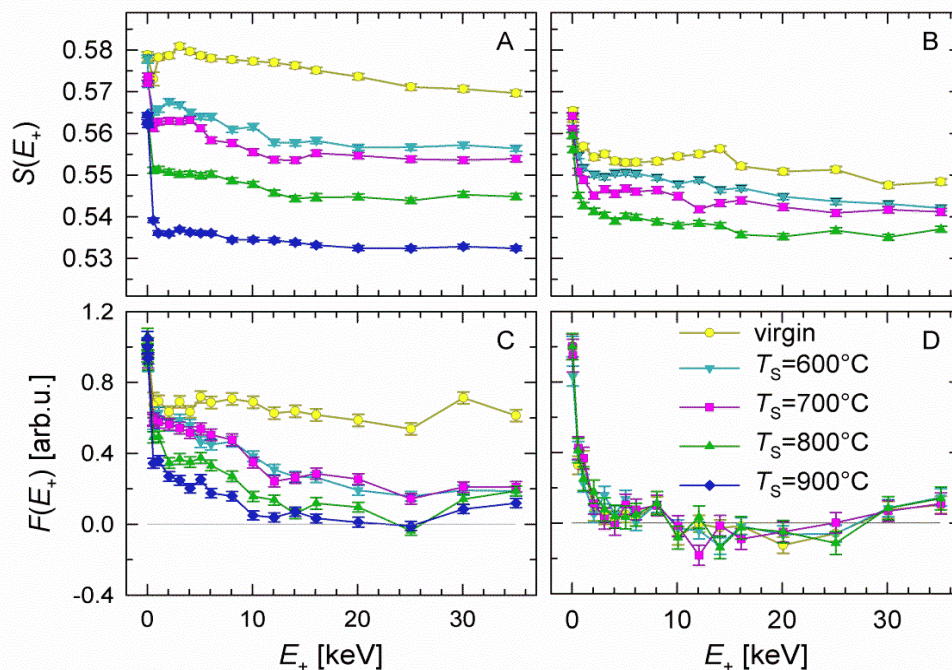 A
B
S(E₊)
0.58
0.57
0.56
0.55
0.54
0.53
C
D
F(E₊) [arb.u.]
1.2
0.8
0.4
0.0
-0.4
virgin
Tₛ=600°C
Tₛ=700°C
Tₛ=800°C
Tₛ=900°C
0 10 20 30
0 10 20 30
E₊ [keV]
E₊ [keV]